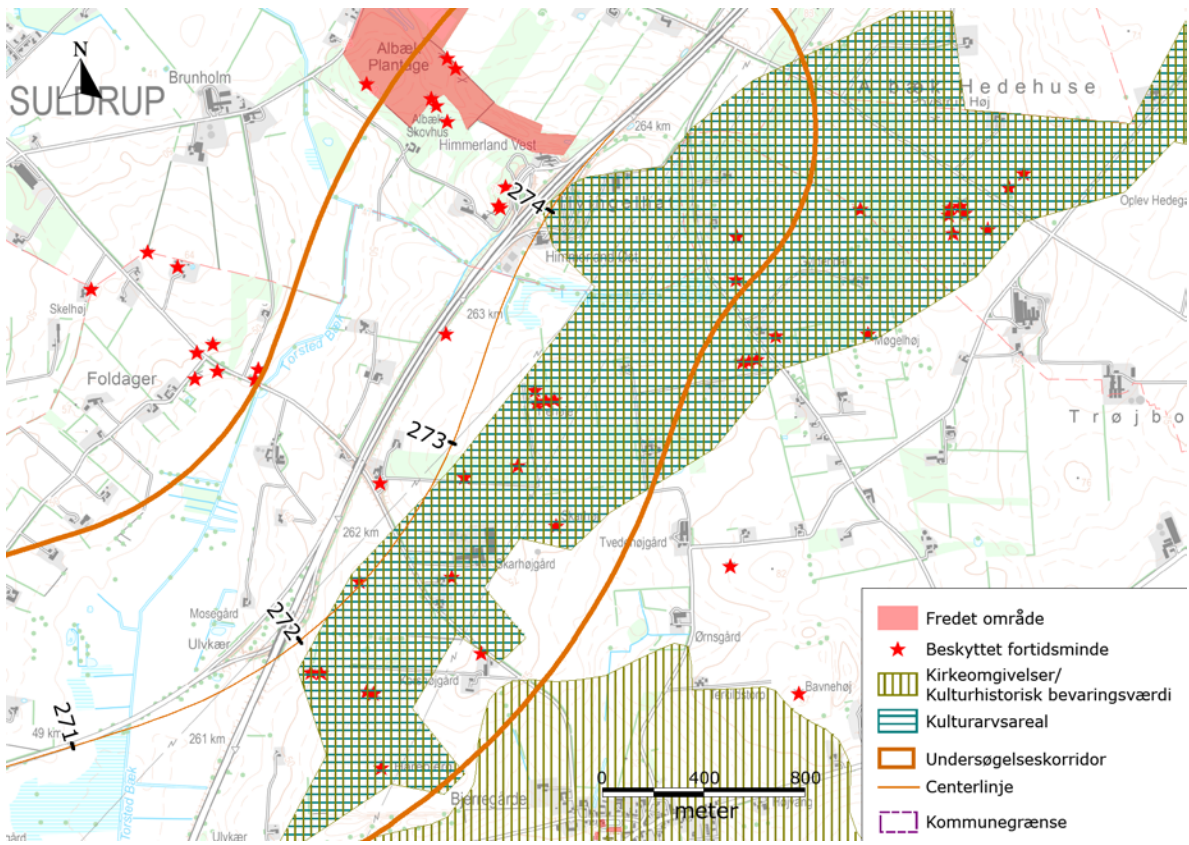 N
SULDRUP
Brunholm
Albæk
Plantage
Albæk
Skovhus
Himmerland Vest
264 km
Albæk Hedehuse
Oplev Hedegå
274
Himmerland Øst
Skelhøj
263 km
Torsted Bæk
Møgelhøj
Foldager
Trøjbo
273
262 km
Skarhøjgård
Tvedehøjgård
Mosegård
Ulvkær
272
Ørnsgård
Bavnehøj
271
49 km
261 km
Torsted Bæk
Ulvkær
Bjerregårde
0 400 800
meter
Fredet område
Beskyttet fortidsminde
Kirkeomgivelser/
Kulturhistorisk bevaringsværdi
Kulturarvsareal
Undersøgelseskorridor
Centerlinje
Kommunegrænse